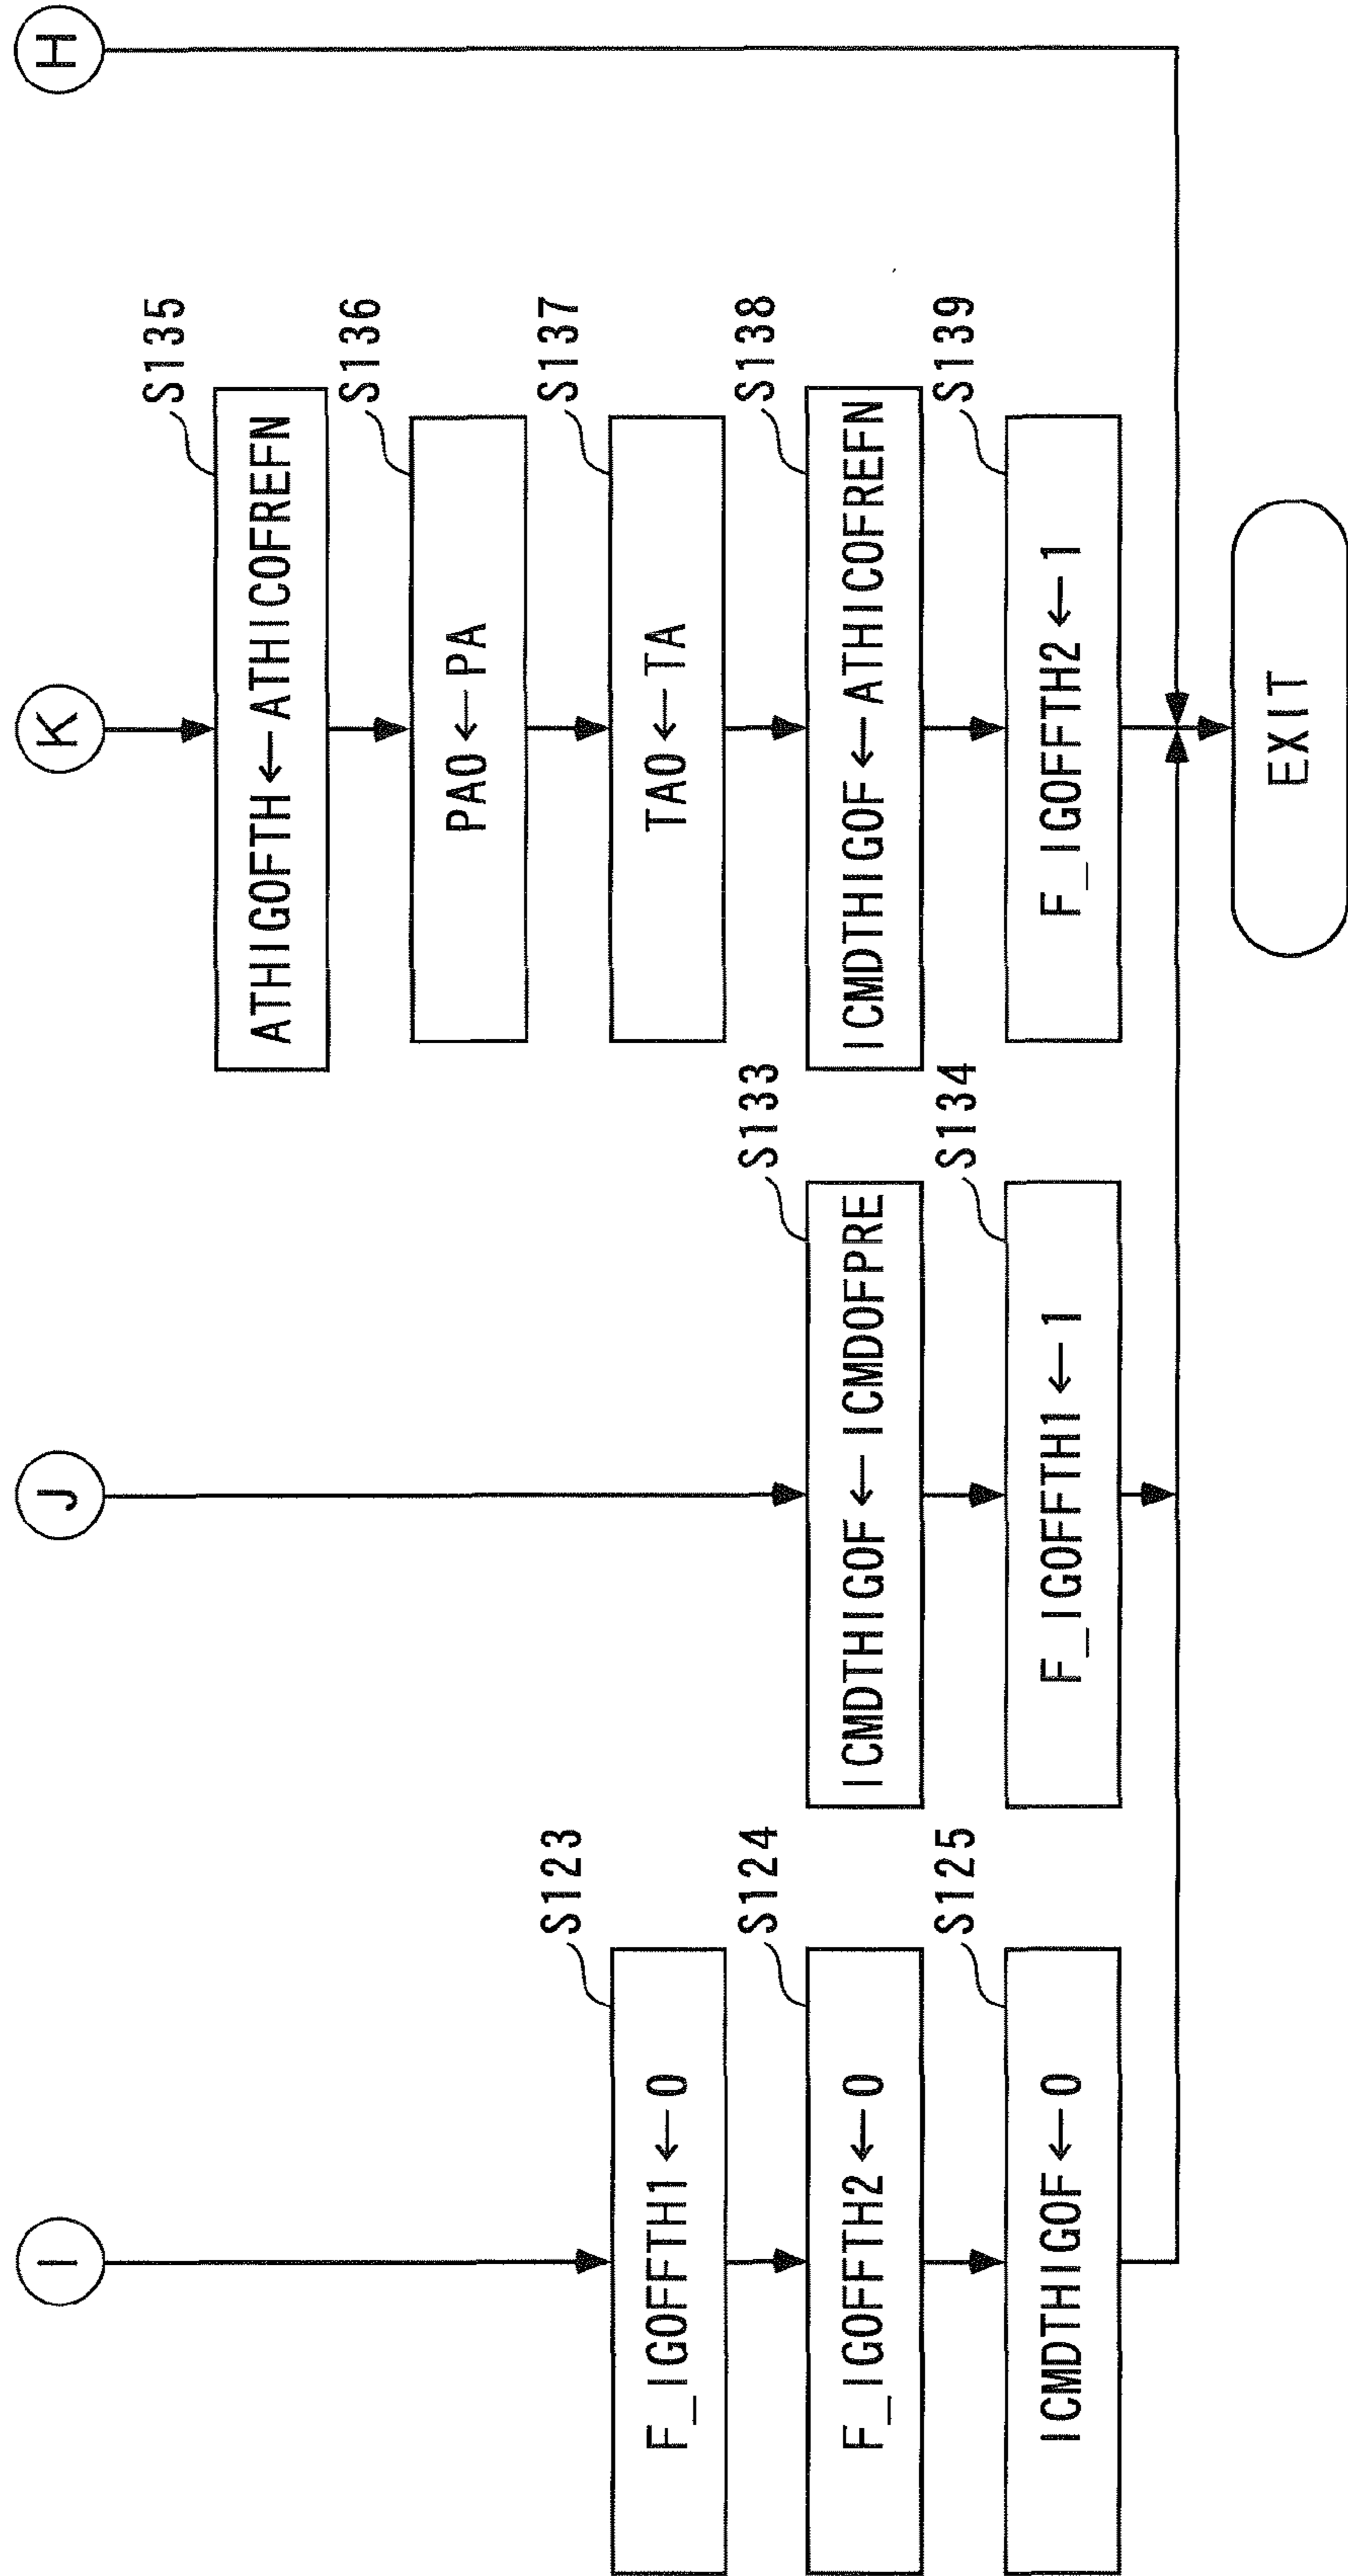 I
J
K
H
S123
F_IGOFFTH1←0
S124
F_IGOFFTH2←0
S125
ICMDTHIGOF←0
S133
ICMDTHIGOF←ICMDOFPRE
S134
F_IGOFFTH1←1
S135
ATHIGOFTH←ATHICOFREFN
S136
PA0←PA
S137
TA0←TA
S138
ICMDTHIGOF←ATHICOFREFN
S139
F_IGOFFTH2←1
EXIT